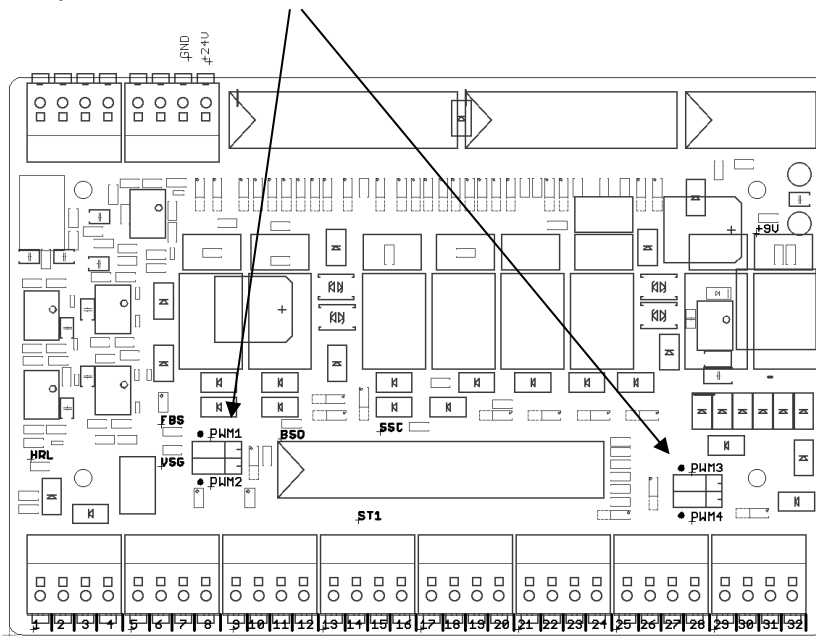 GND
+24V
+9V
FBS
PWM1
BSO
SSC
HRL
VSG
PWM2
PWM3
ST1
PWM4
1 2 3 4 5 6 7 8 9 10 11 12 13 14 15 16 17 18 19 20 21 22 23 24 25 26 27 28 29 30 31 32